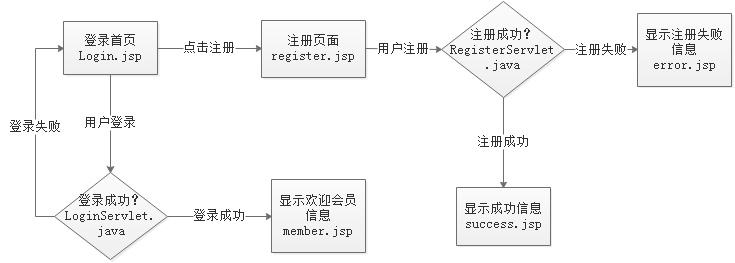 登录首页
Login.jsp
点击注册
注册页面
register.jsp
用户注册
注册成功?
RegisterServlet
.java
注册失败
显示注册失败
信息
error.jsp
登录失败
用户登录
注册成功
登录成功?
LoginServlet.
java
登录成功
显示欢迎会员
信息
member.jsp
显示成功信息
success.jsp